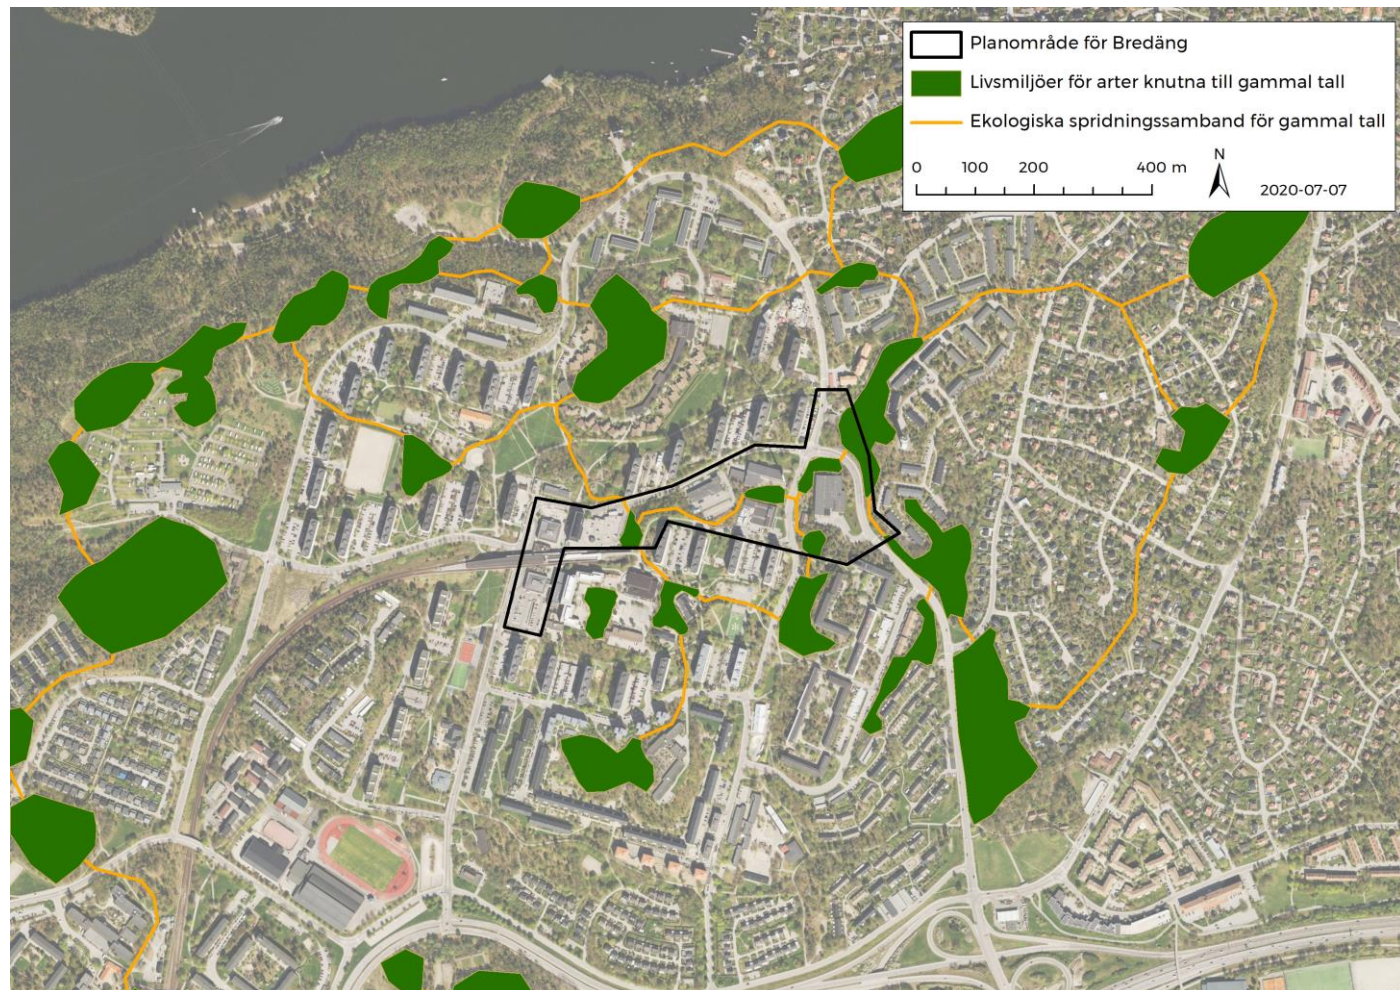 Planområde för Bredäng
Livsmiljöer för arter knutna till gammal tall
Ekologiska spridningssamband för gammal tall
0 100 200 400 m
N
2020-07-07